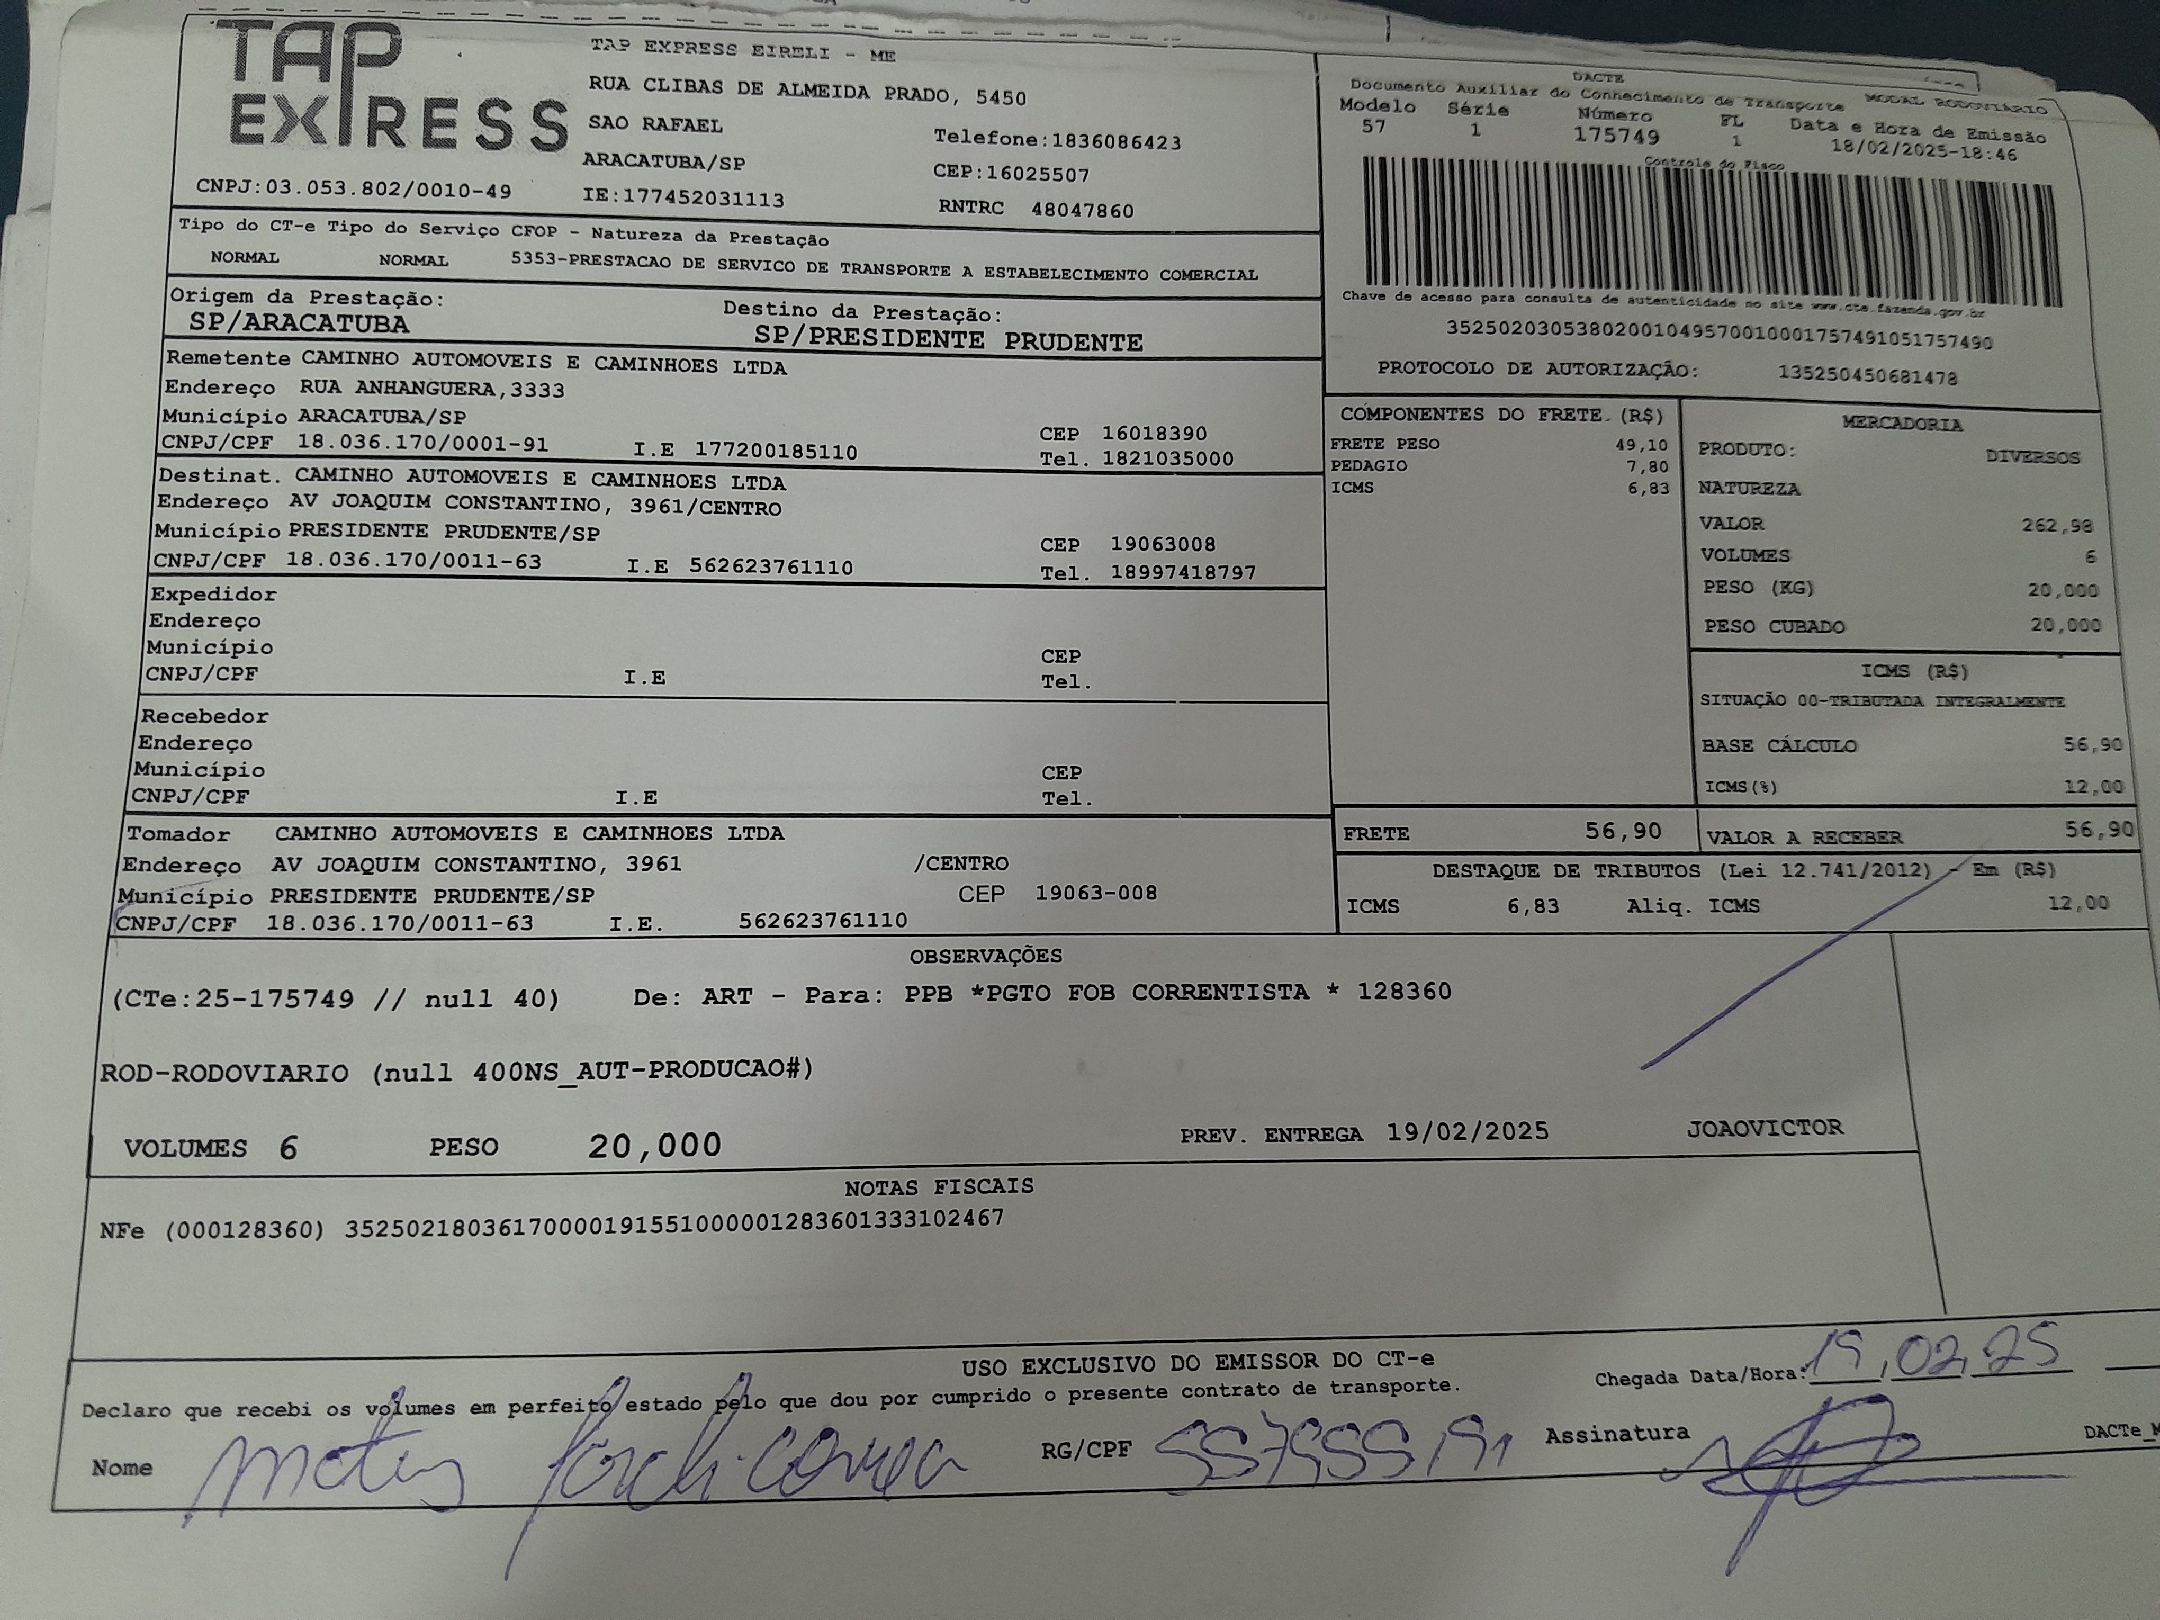 TAP EXPRESS
TAP EXPRESS EIRELI - ME
RUA CLIBAS DE ALMEIDA PRADO, 5450
SAO RAFAEL
Telefone:1836086423
ARACATUBA/SP
CEP:16025507
CNPJ:03.053.802/0010-49
IE:177452031113
RNTRC 48047860
DACTE
Documento Auxiliar do Conhecimento de Transporte MODAL RODOVIÁRIO
Modelo Série Número FL Data e Hora de Emissão
57 1 175749 1 18/02/2025-18:46
Controle do Fisco
Chave de acesso para consulta de autenticidade no site www.cte.fazenda.gov.br
35250203053802001049570010001757491051757490
PROTOCOLO DE AUTORIZAÇÃO: 135250450681478
Tipo do CT-e Tipo do Serviço CFOP - Natureza da Prestação
NORMAL NORMAL 5353-PRESTACAO DE SERVICO DE TRANSPORTE A ESTABELECIMENTO COMERCIAL
Origem da Prestação: Destino da Prestação:
SP/ARACATUBA SP/PRESIDENTE PRUDENTE
Remetente CAMINHO AUTOMOVEIS E CAMINHOES LTDA
Endereço RUA ANHANGUERA,3333
Município ARACATUBA/SP CEP 16018390
CNPJ/CPF 18.036.170/0001-91 I.E 177200185110 Tel. 1821035000
Destinat. CAMINHO AUTOMOVEIS E CAMINHOES LTDA
Endereço AV JOAQUIM CONSTANTINO, 3961/CENTRO
Município PRESIDENTE PRUDENTE/SP CEP 19063008
CNPJ/CPF 18.036.170/0011-63 I.E 562623761110 Tel. 18997418797
Expedidor
Endereço
Município CEP
CNPJ/CPF I.E Tel.
Recebedor
Endereço
Município CEP
CNPJ/CPF I.E Tel.
Tomador CAMINHO AUTOMOVEIS E CAMINHOES LTDA
Endereço AV JOAQUIM CONSTANTINO, 3961 /CENTRO
Município PRESIDENTE PRUDENTE/SP CEP 19063-008
CNPJ/CPF 18.036.170/0011-63 I.E. 562623761110
COMPONENTES DO FRETE.(R$)
FRETE PESO 49,10
PEDAGIO 7,80
ICMS 6,83
MERCADORIA
PRODUTO: DIVERSOS
NATUREZA
VALOR 262,98
VOLUMES 6
PESO (KG) 20,000
PESO CUBADO 20,000
ICMS (R$)
SITUAÇÃO 00-TRIBUTADA INTEGRALMENTE
BASE CÁLCULO 56,90
ICMS(%) 12,00
FRETE 56,90 VALOR A RECEBER 56,90
DESTAQUE DE TRIBUTOS (Lei 12.741/2012) - Em (R$)
ICMS 6,83 Aliq. ICMS 12,00
OBSERVAÇÕES
(CTe:25-175749 // null 40) De: ART - Para: PPB *PGTO FOB CORRENTISTA * 128360
ROD-RODOVIARIO (null 400NS_AUT-PRODUCAO#)
VOLUMES 6 PESO 20,000 PREV. ENTREGA 19/02/2025 JOAOVICTOR
NOTAS FISCAIS
NFe (000128360) 35250218036170000191551000001283601333102467
USO EXCLUSIVO DO EMISSOR DO CT-e
Declaro que recebi os volumes em perfeito estado pelo que dou por cumprido o presente contrato de transporte.
Chegada Data/Hora: 19,02,25
Nome RG/CPF Assinatura
DACTe_